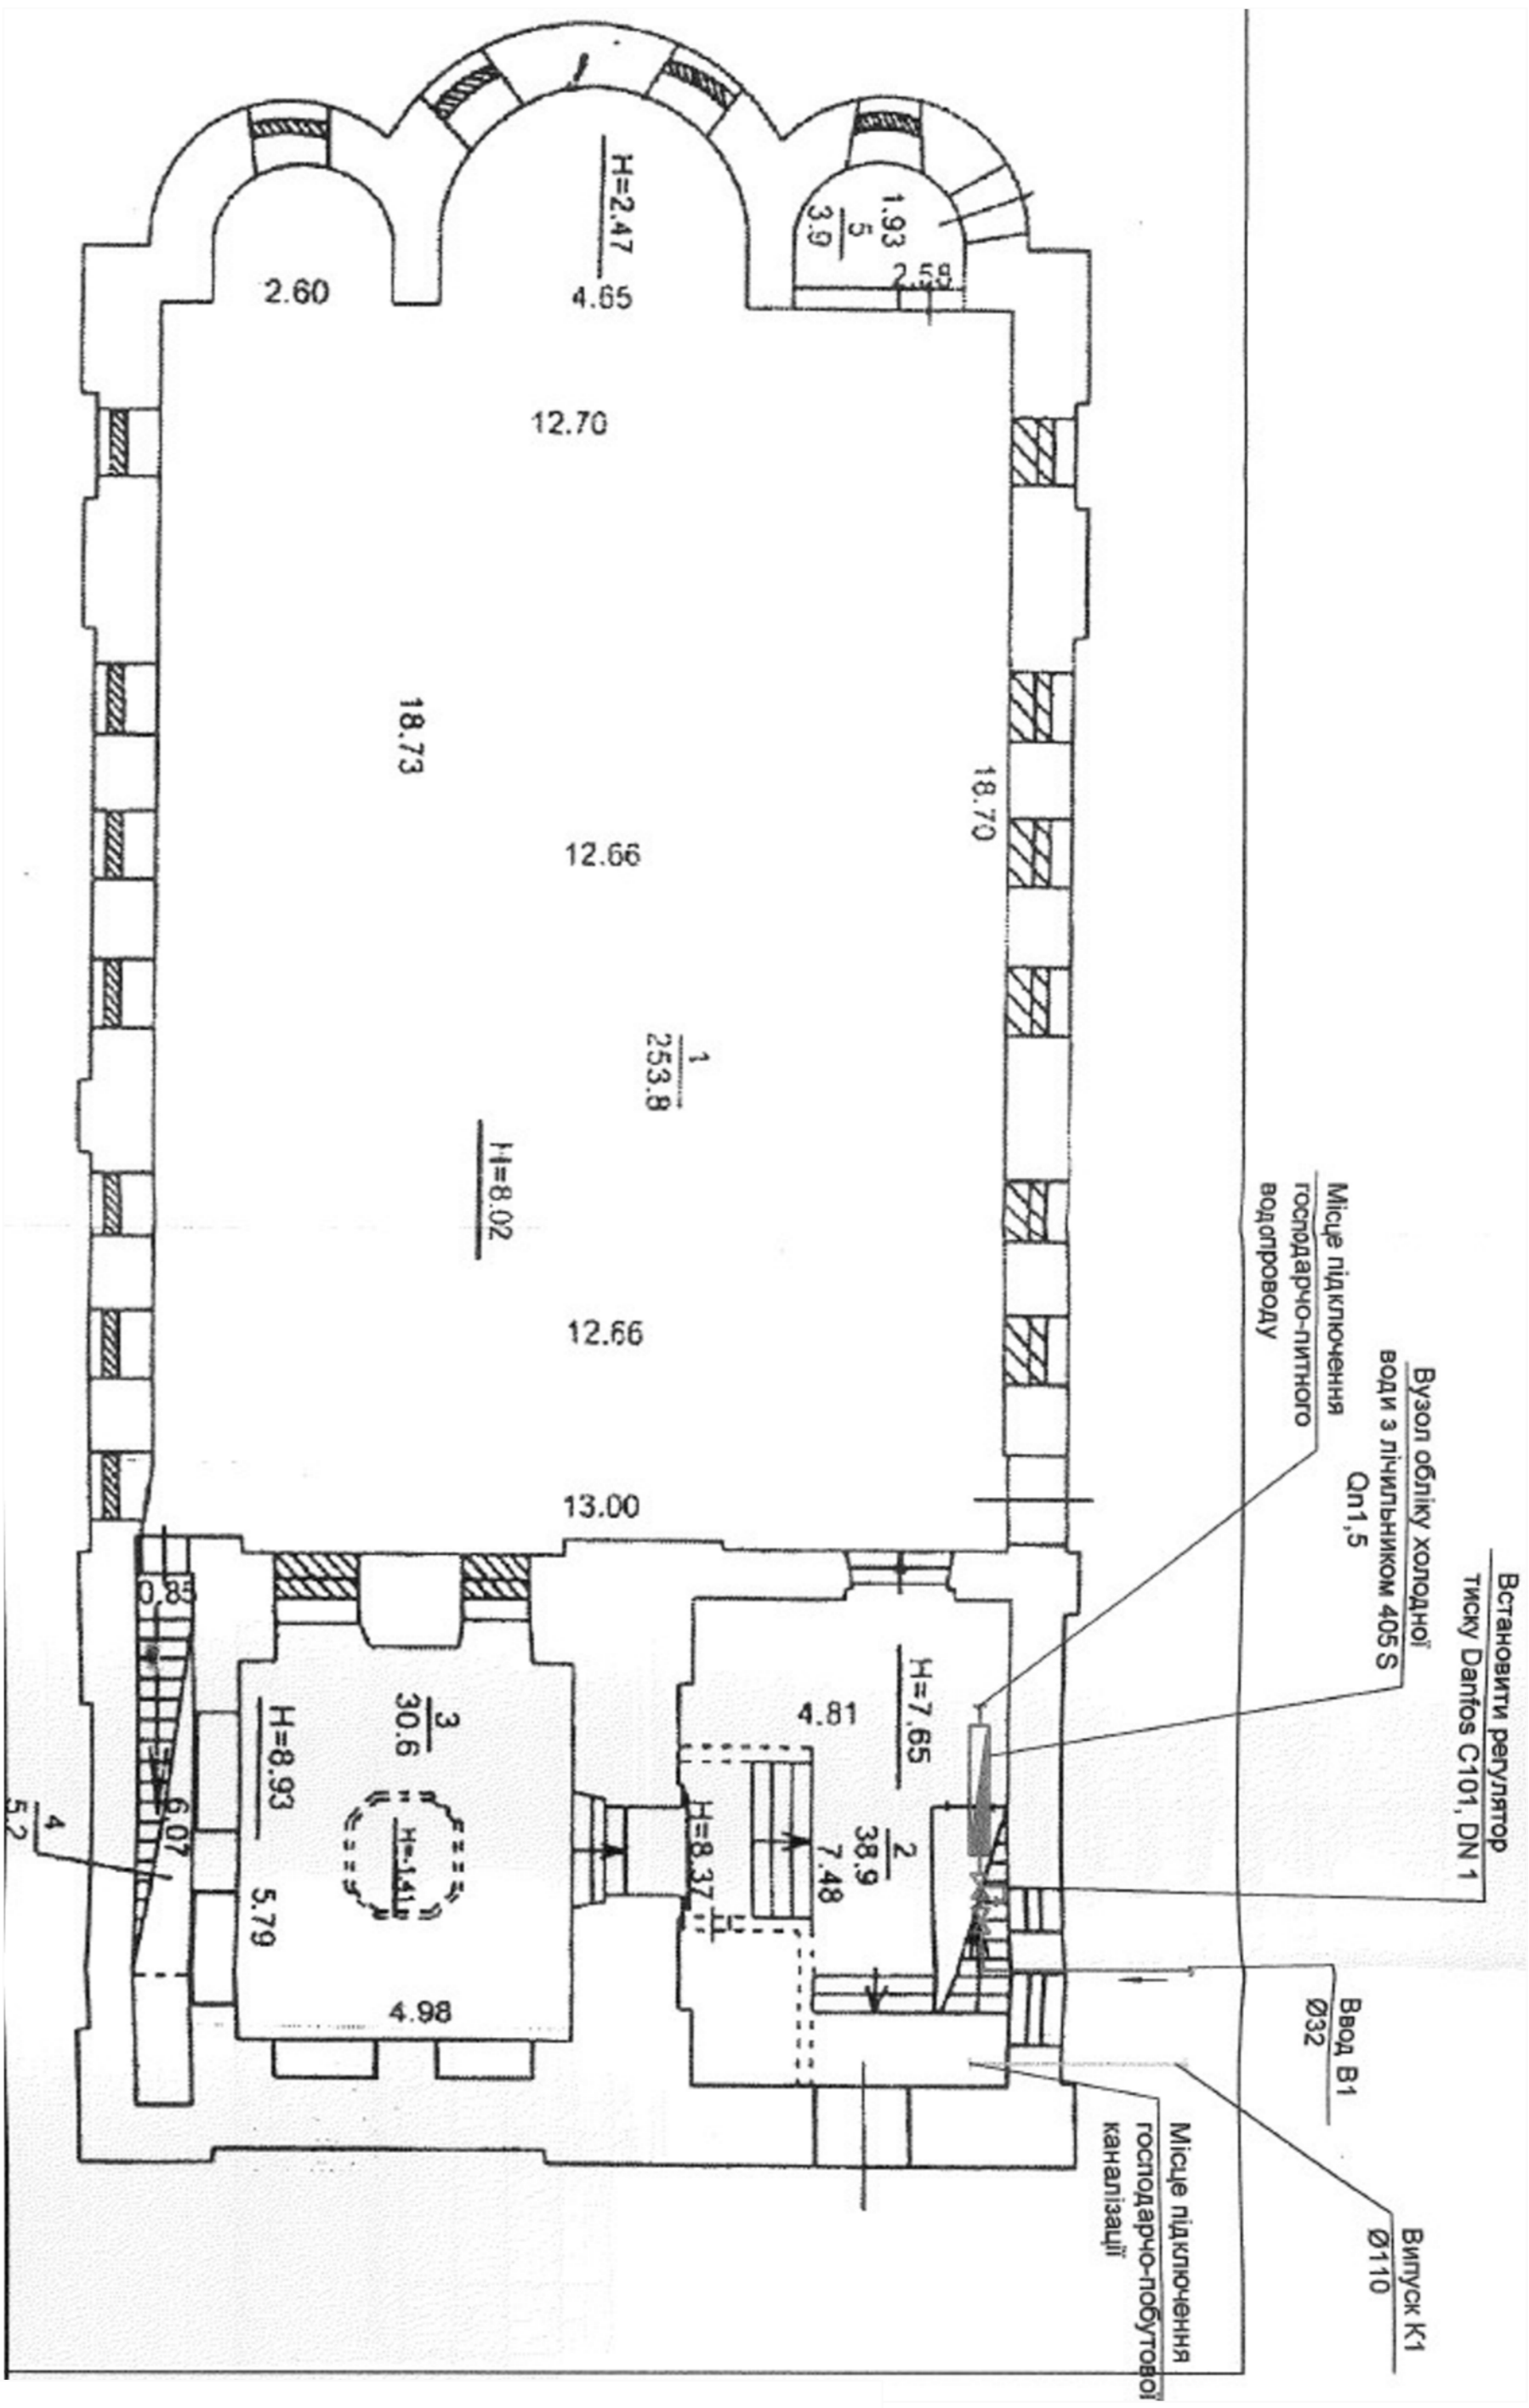 H=2.47
1.93
5
3.9
2.58
2.60
4.65
12.70
18.73
18.70
12.66
1
253.8
H=8.02
12.66
13.00
Місце підключення
господарчо-питного
водопроводу
Вузол обліку холодної
води з лічильником 405 S
Qn1,5
Встановити регулятор
тиску Danfos C101, DN 1
0.85
3
30.6
H=8.93
H=-1.41
6.07
4
5.2
5.79
4.98
H=7.65
4.81
H=8.37
2
38.9
7.48
Ввод В1
Ø32
Випуск К1
Ø110
Місце підключення
господарчо-побутової
каналізації